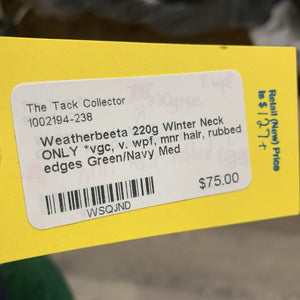 The Tack Collector
1002194-238
Weatherbeeta 220g Winter Neck
ONLY *vgc, v. wpf, mnr hair, rubbed
edges Green/Navy Med
$75.00
WSQJND
Retail (New) Price
is $127+
v. wpf